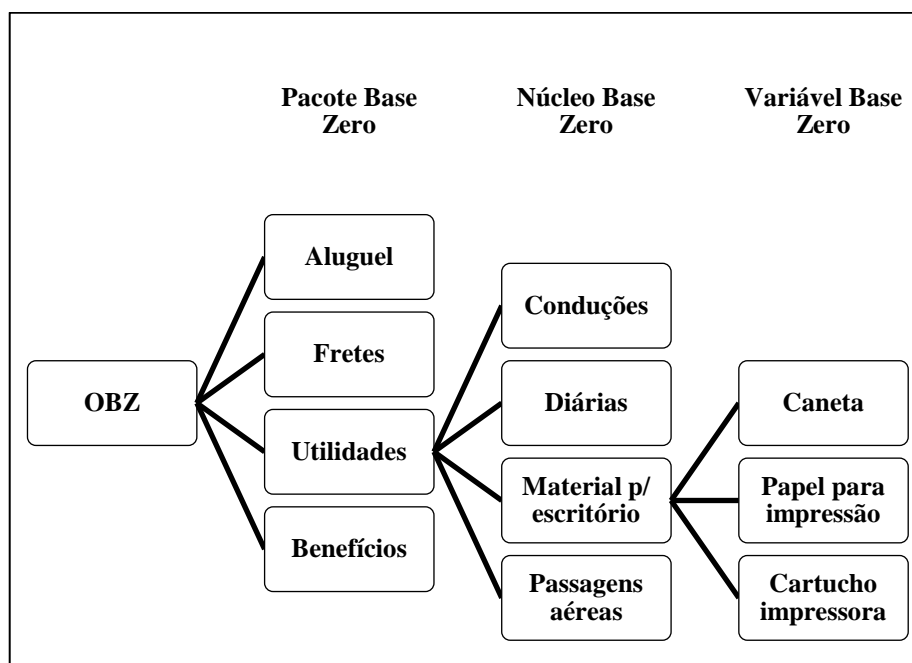 Pacote Base
Zero
Núcleo Base
Zero
Variável Base
Zero
OBZ
Aluguel
Fretes
Utilidades
Benefícios
Conduções
Diárias
Material p/
escritório
Passagens
aéreas
Caneta
Papel para
impressão
Cartucho
impressora